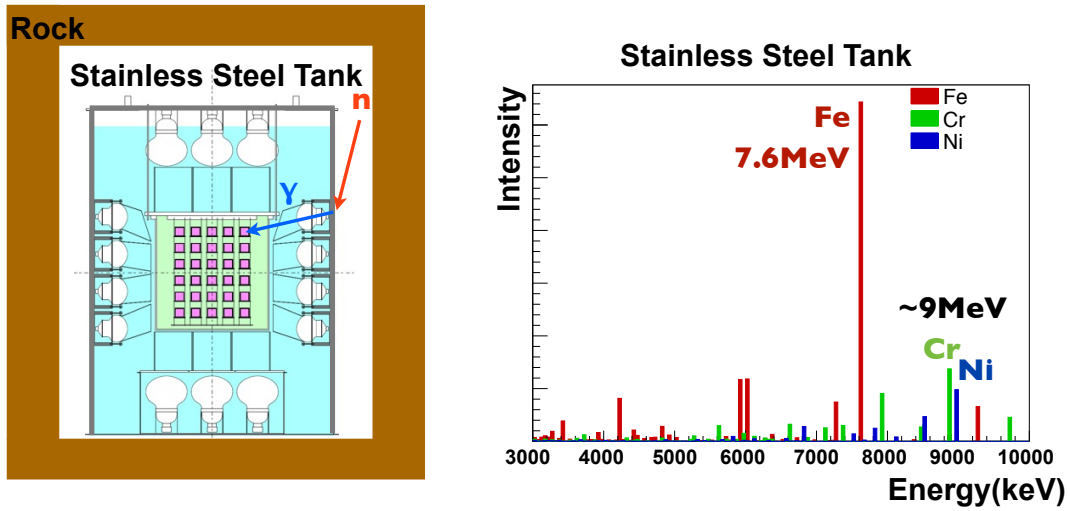 Rock
Stainless Steel Tank
n
γ
Stainless Steel Tank
Intensity
Fe
7.6MeV
Fe
Cr
Ni
~9MeV
Cr
Ni
3000 4000 5000 6000 7000 8000 9000 10000
Energy(keV)